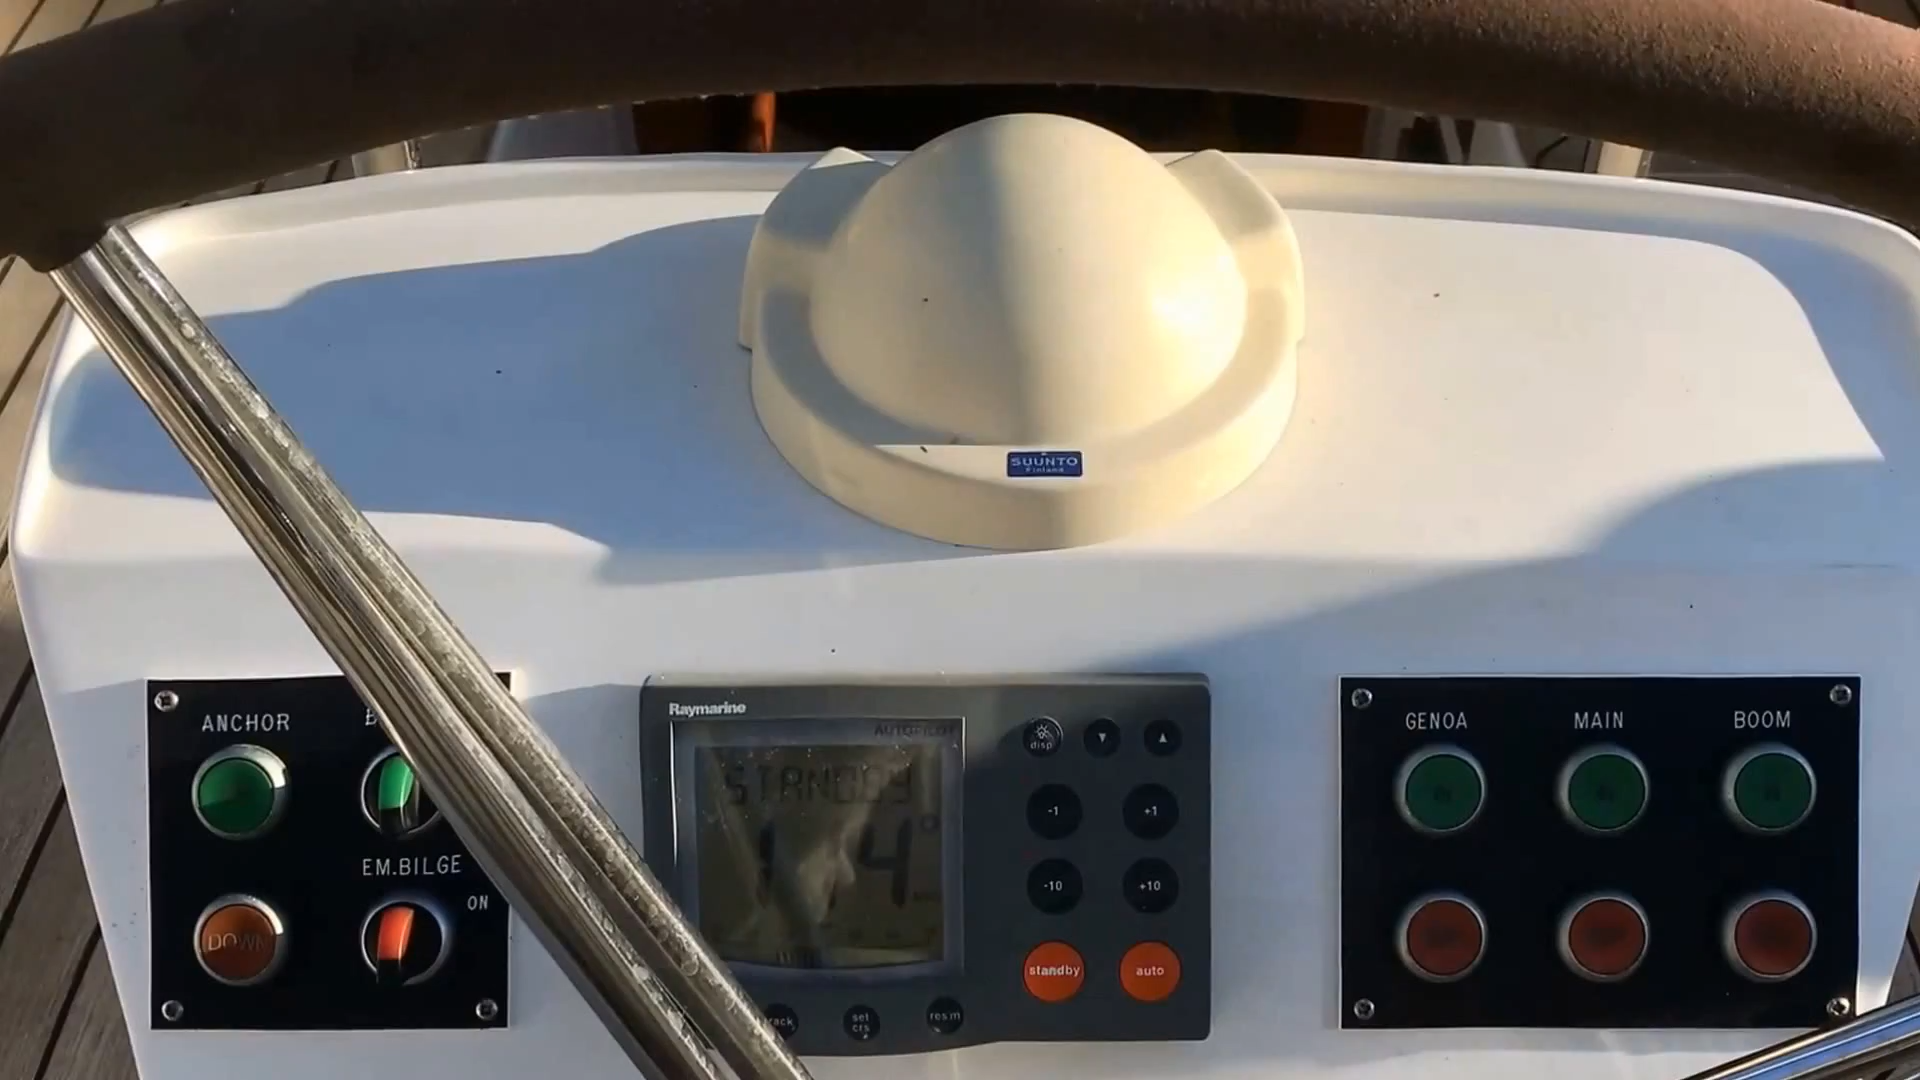 SUUNTO
Finland
ANCHOR
EM.BILGE
ON
DOWN
Raymarine
AUTOPILOT
STANDBY
disp
-1
+1
-10
+10
standby
auto
set
crs
resm
GENOA
MAIN
BOOM